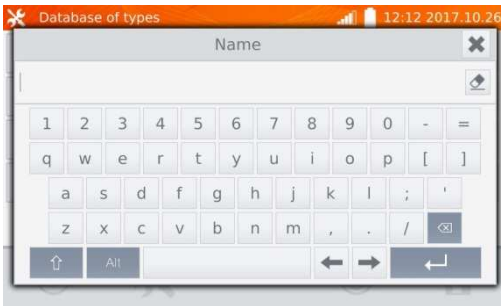 Database of types 12:12 2017.10.26
Name
1 2 3 4 5 6 7 8 9 0 - =
q w e r t y u i o p [ ]
a s d f g h j k l ; '
z x c v b n m , . /
Alt